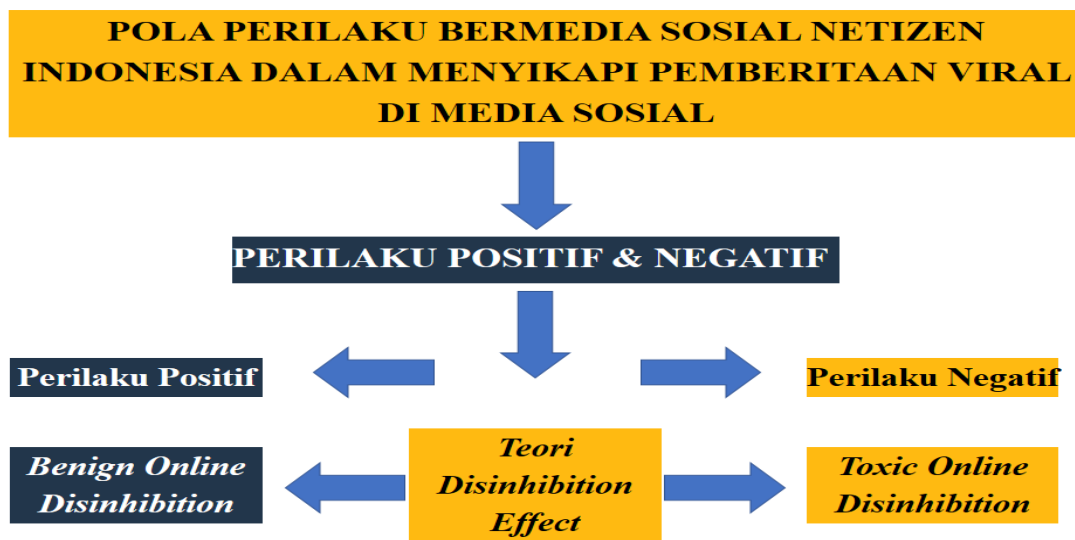 POLA PERILAKU BERMEDIA SOSIAL NETIZEN
INDONESIA DALAM MENYIKAPI PEMBERITAAN VIRAL
DI MEDIA SOSIAL
PERILAKU POSITIF & NEGATIF
Perilaku Positif
Perilaku Negatif
Benign Online
Disinhibition
Teori
Disinhibition
Effect
Toxic Online
Disinhibition